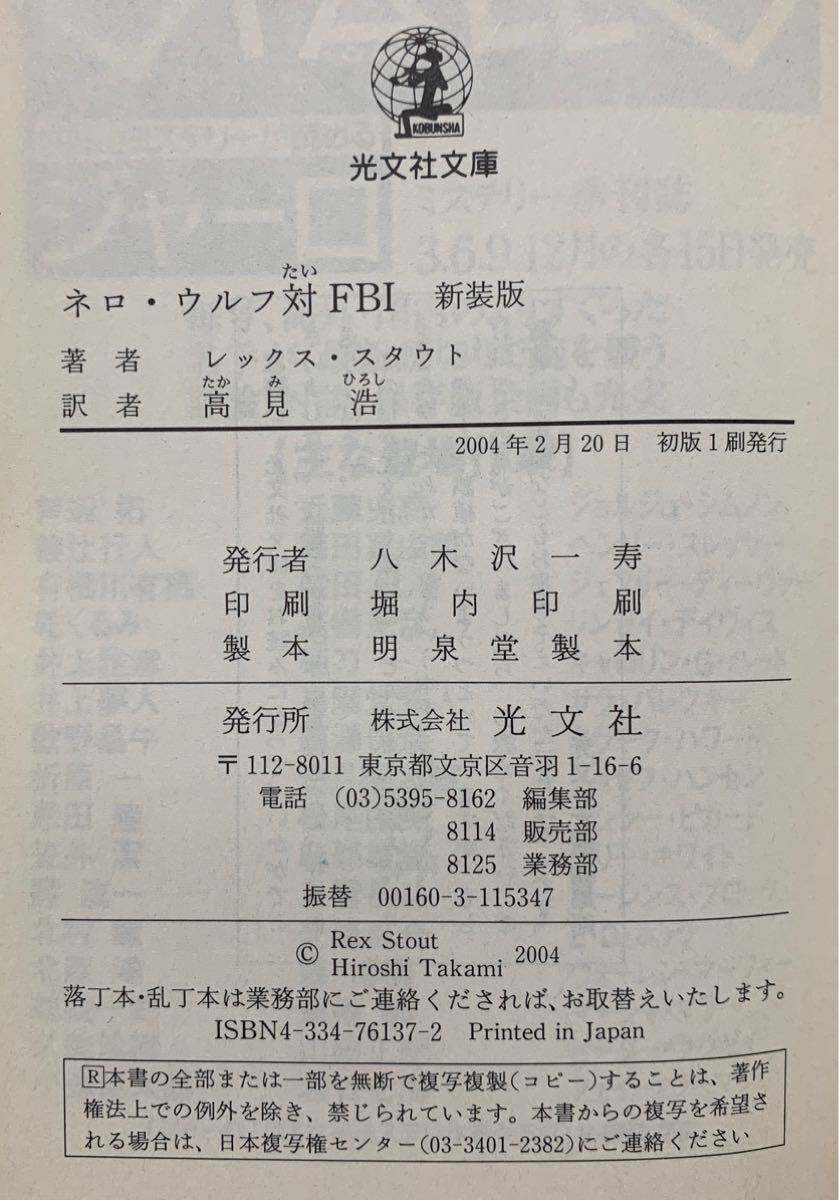 KOBUNSHA
光文社文庫
ネロ・ウルフ対FBI 新装版
たい
著者 レックス・スタウト
訳者 高見 浩
たか み ひろし
2004年2月20日 初版1刷発行
発行者 八木沢一寿
印刷 堀内印刷
製本 明泉堂製本
発行所 株式会社 光文社
〒112-8011 東京都文京区音羽1-16-6
電話 (03)5395-8162 編集部
8114 販売部
8125 業務部
振替 00160-3-115347
© Rex Stout
Hiroshi Takami 2004
落丁本・乱丁本は業務部にご連絡くだされば、お取替えいたします。
ISBN4-334-76137-2 Printed in Japan
Ⓡ本書の全部または一部を無断で複写複製(コピー)することは、著作
権法上での例外を除き、禁じられています。本書からの複写を希望さ
れる場合は、日本複写権センター(03-3401-2382)にご連絡ください